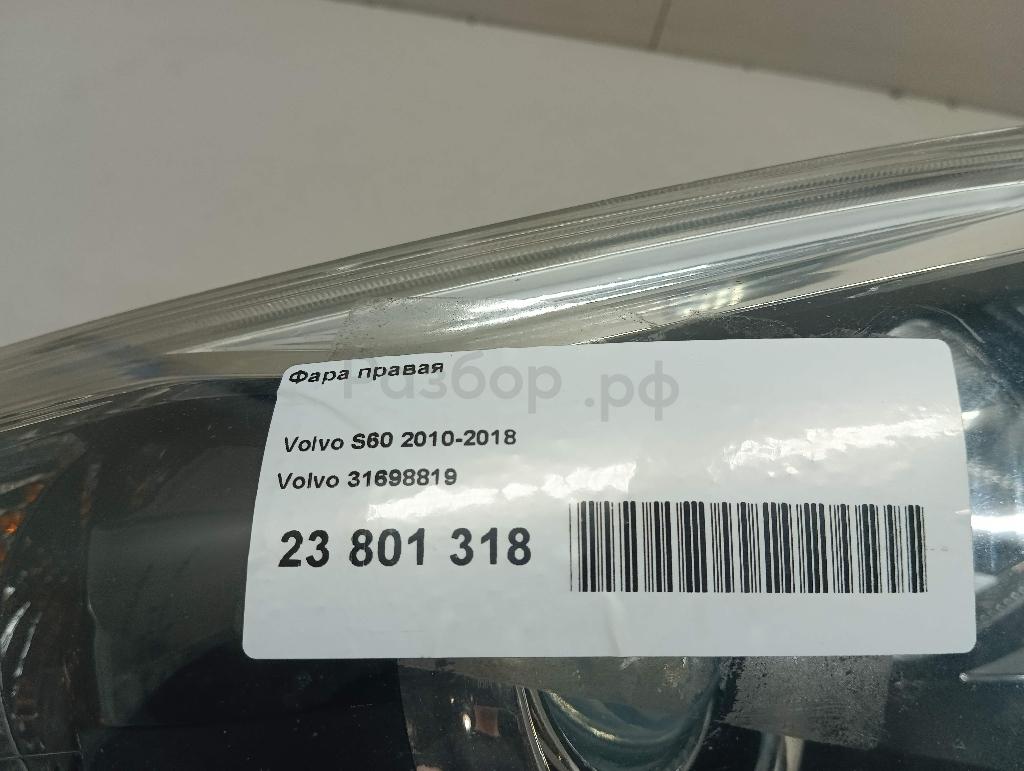 Фара правая
Разбор.рф
Volvo S60 2010-2018
Volvo 31698819
23 801 318